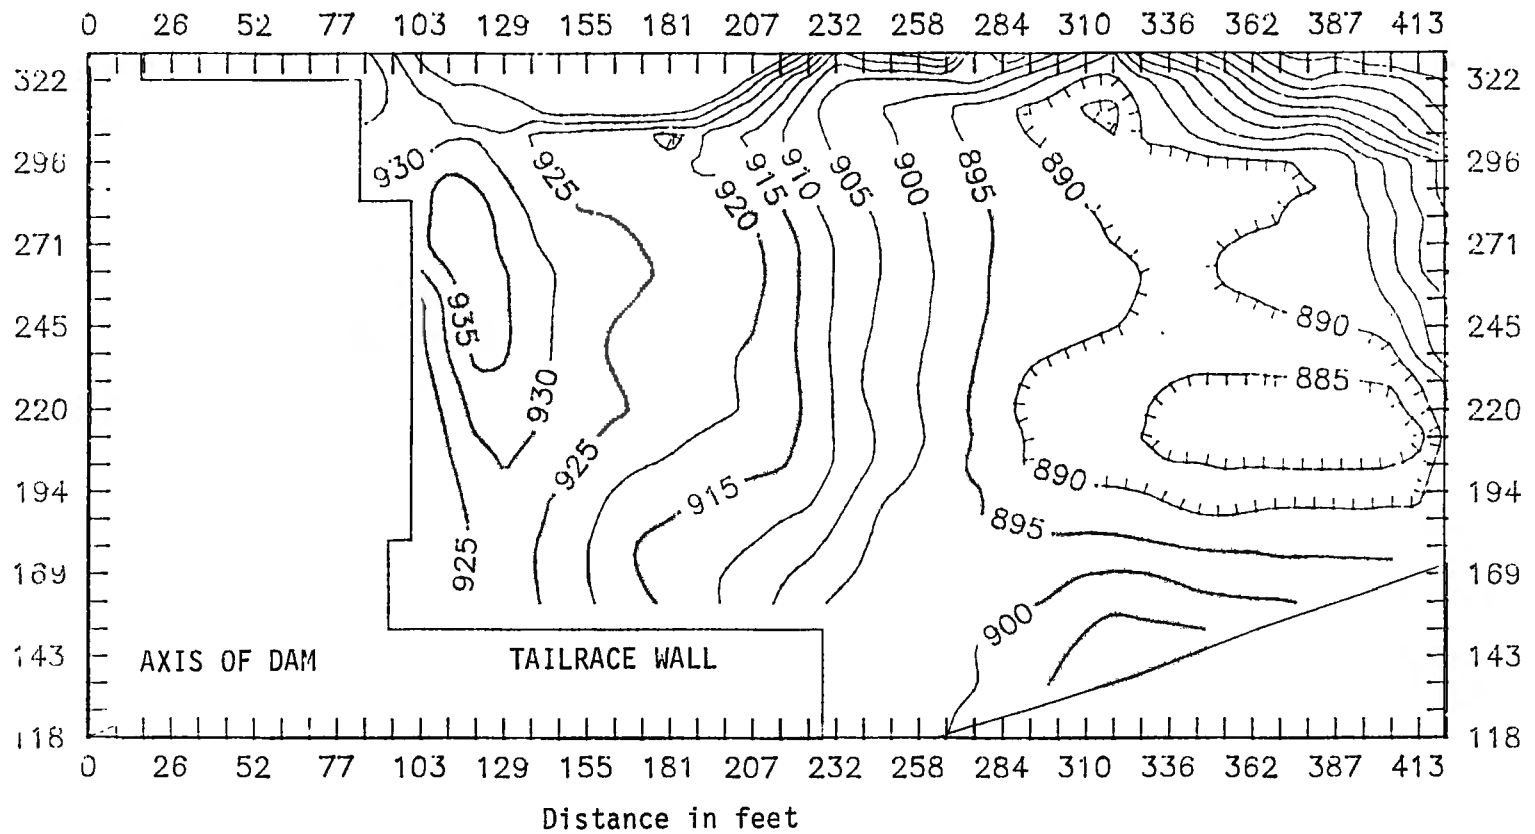 0 26 52 77 103 129 155 181 207 232 258 284 310 336 362 387 413
322 322
296 930 925 915 910 905 900 895 890 296
920
271 271
245 935 890 245
885
220 930 220
925
194 915 890 194
895
169 925 169
900
143 AXIS OF DAM TAILRACE WALL 143
118 118
0 26 52 77 103 129 155 181 207 232 258 284 310 336 362 387 413
Distance in feet